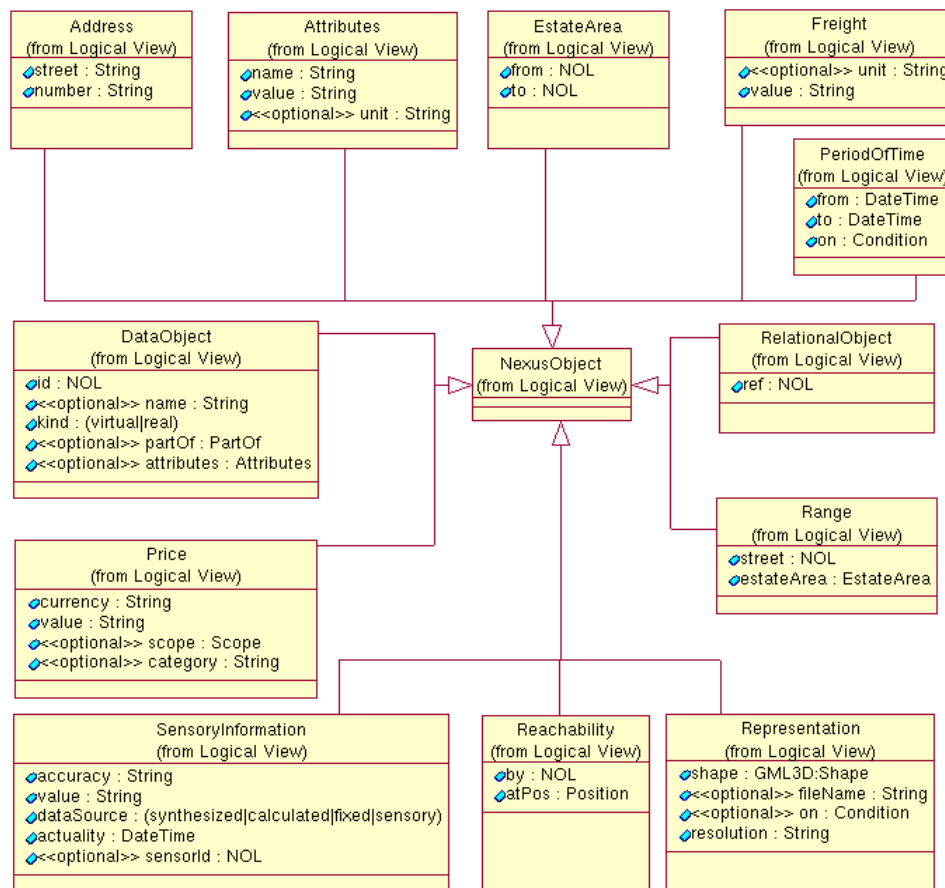 Address
(from Logical View)
street : String
number : String
Attributes
(from Logical View)
name : String
value : String
<<optional>> unit : String
EstateArea
(from Logical View)
from : NOL
to : NOL
Freight
(from Logical View)
<<optional>> unit : String
value : String
PeriodOfTime
(from Logical View)
from : DateTime
to : DateTime
on : Condition
DataObject
(from Logical View)
id : NOL
<<optional>> name : String
kind : (virtual|real)
<<optional>> partOf : PartOf
<<optional>> attributes : Attributes
NexusObject
(from Logical View)
RelationalObject
(from Logical View)
ref : NOL
Range
(from Logical View)
street : NOL
estateArea : EstateArea
Price
(from Logical View)
currency : String
value : String
<<optional>> scope : Scope
<<optional>> category : String
SensoryInformation
(from Logical View)
accuracy : String
value : String
dataSource : (synthesized|calculated|fixed|sensory)
actuality : DateTime
<<optional>> sensorId : NOL
Reachability
(from Logical View)
by : NOL
atPos : Position
Representation
(from Logical View)
shape : GML3D:Shape
<<optional>> fileName : String
<<optional>> on : Condition
resolution : String